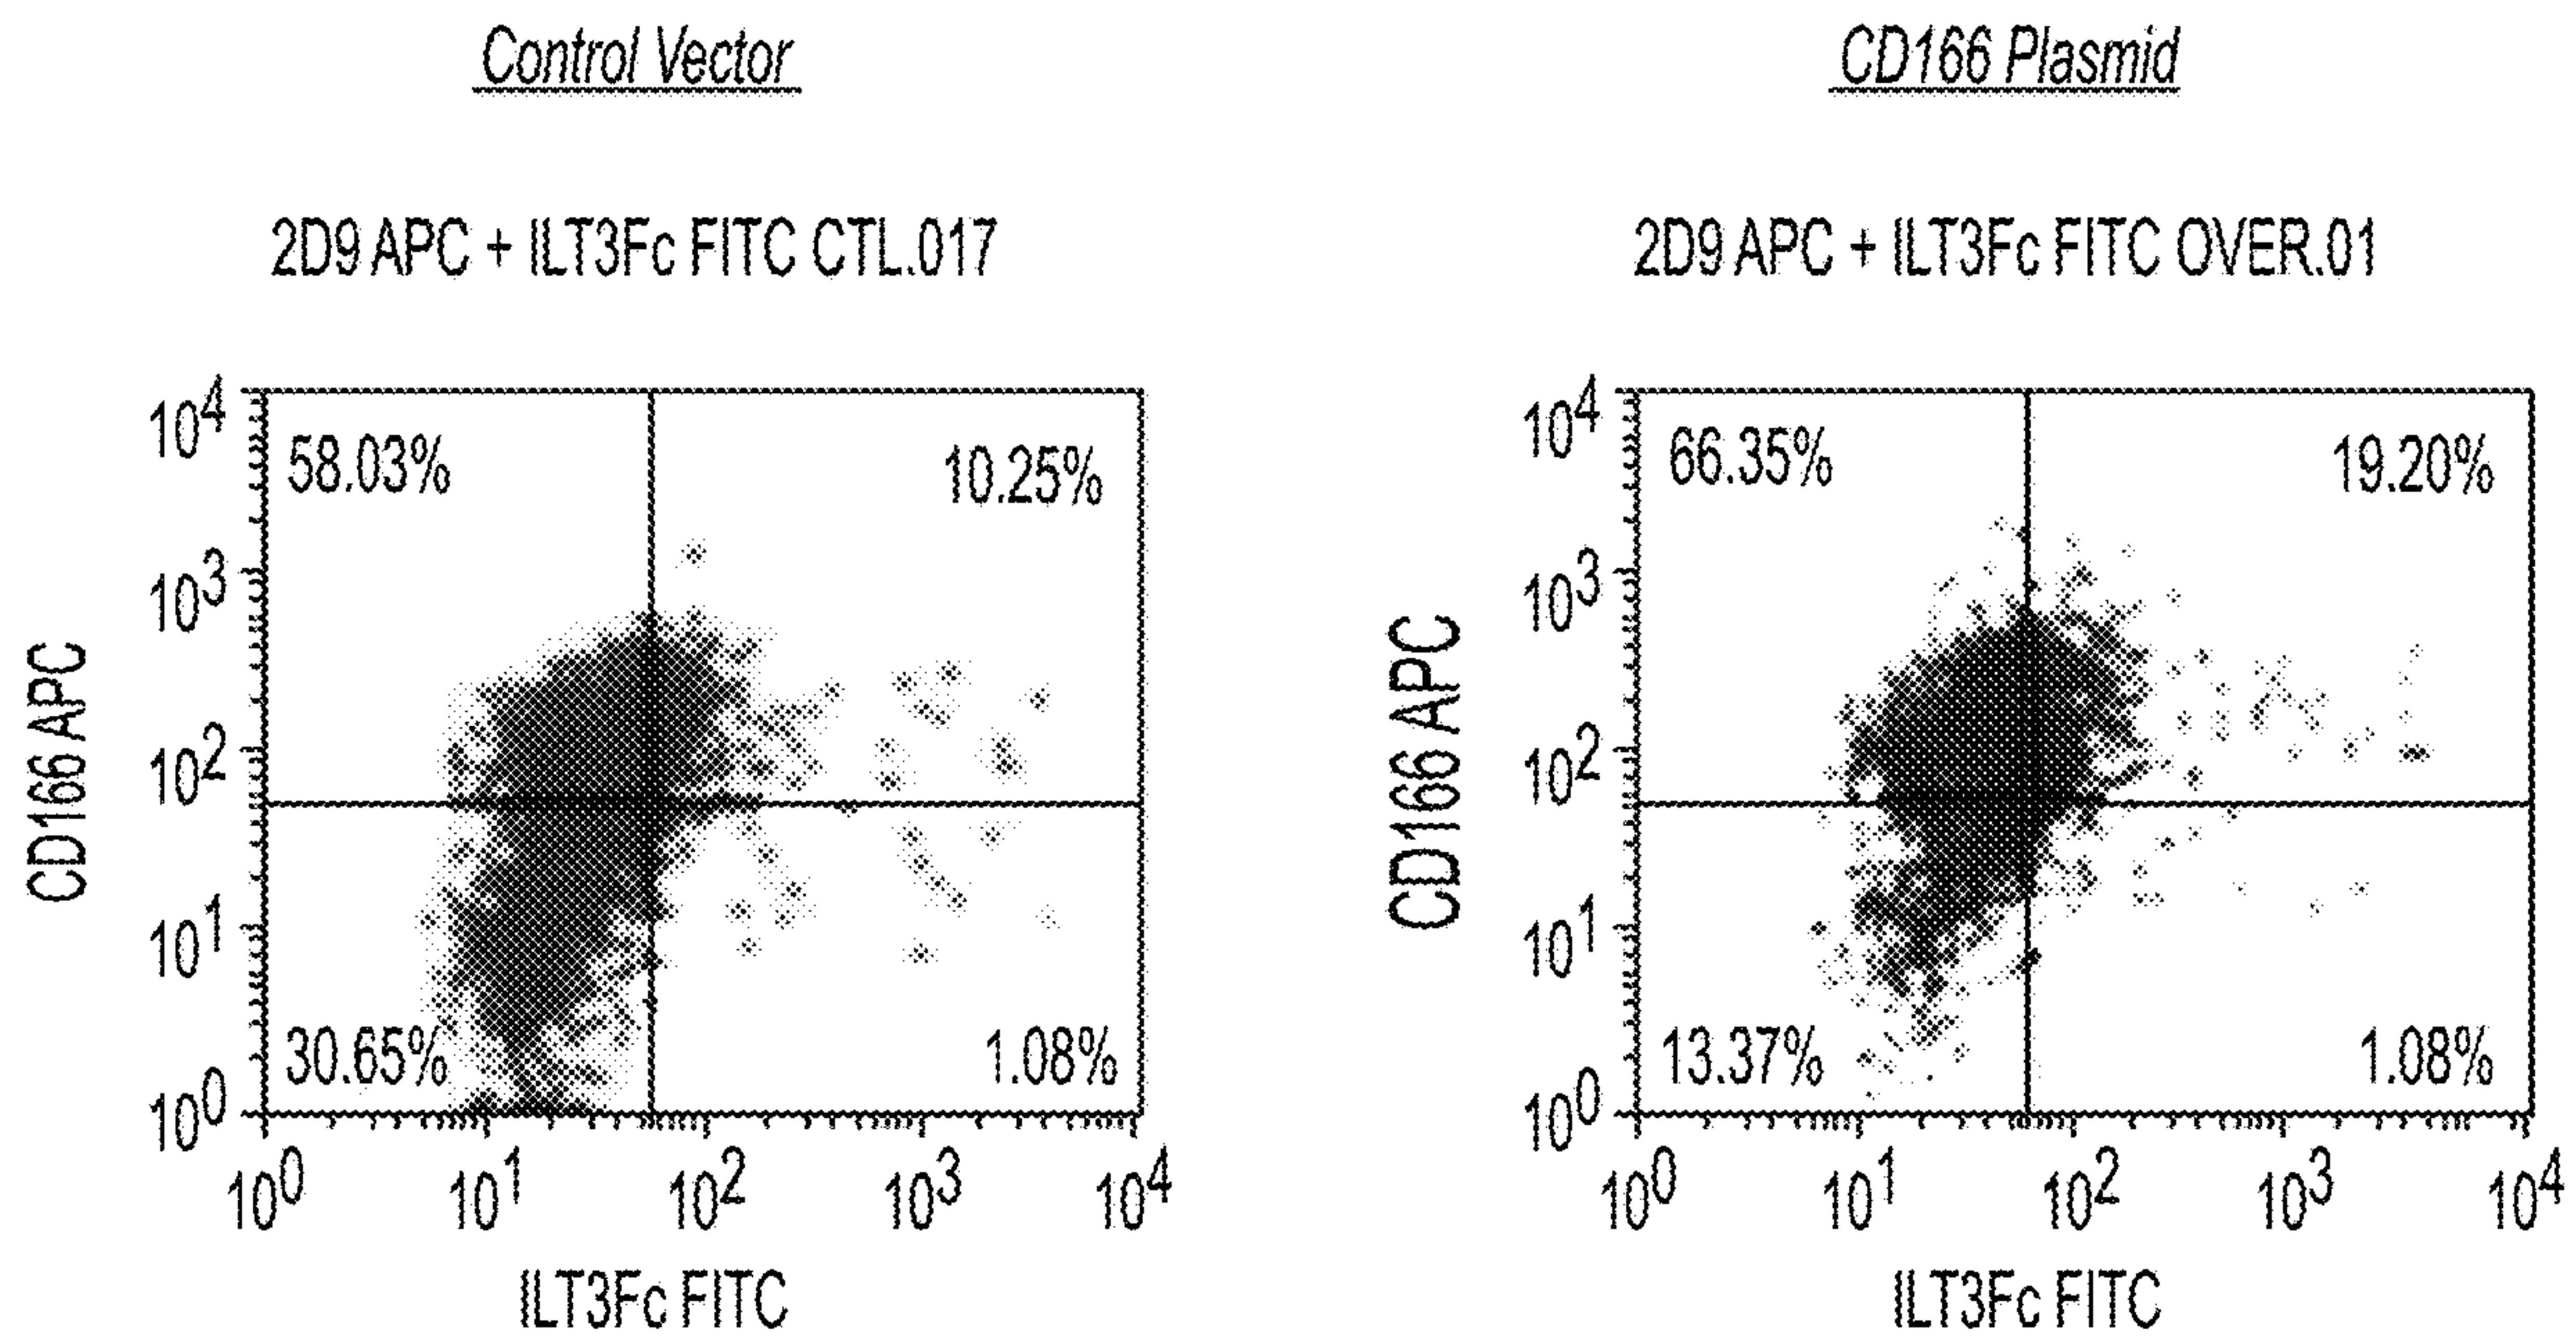 Control Vector
2D9 APC + ILT3Fc FITC CTL.017
CD166 APC
10^4
10^3
10^2
10^1
10^0
58.03%
10.25%
30.65%
1.08%
10^0 10^1 10^2 10^3 10^4
ILT3Fc FITC
CD166 Plasmid
2D9 APC + ILT3Fc FITC OVER.01
CD166 APC
10^4
10^3
10^2
10^1
10^0
66.35%
19.20%
13.37%
1.08%
10^0 10^1 10^2 10^3 10^4
ILT3Fc FITC